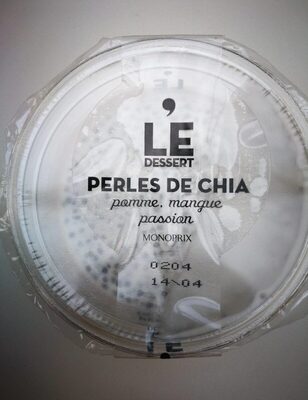 L'E
DESSERT
PERLES DE CHIA
pomme, mangue
passion
MONOPRIX
0204
14\04